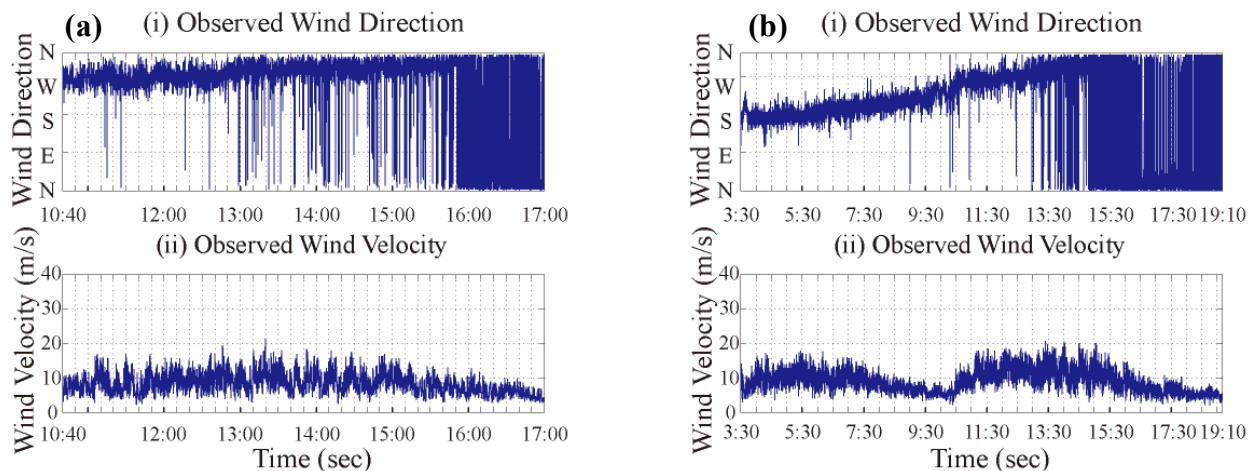 (a) (i) Observed Wind Direction
Wind Direction
N
W
S
E
N
10:40 12:00 13:00 14:00 15:00 16:00 17:00
(ii) Observed Wind Velocity
Wind Velocity (m/s)
40
30
20
10
0
10:40 12:00 13:00 14:00 15:00 16:00 17:00
Time (sec)
(b) (i) Observed Wind Direction
Wind Direction
N
W
S
E
N
3:30 5:30 7:30 9:30 11:30 13:30 15:30 17:30 19:10
(ii) Observed Wind Velocity
Wind Velocity (m/s)
40
30
20
10
0
3:30 5:30 7:30 9:30 11:30 13:30 15:30 17:30 19:10
Time (sec)